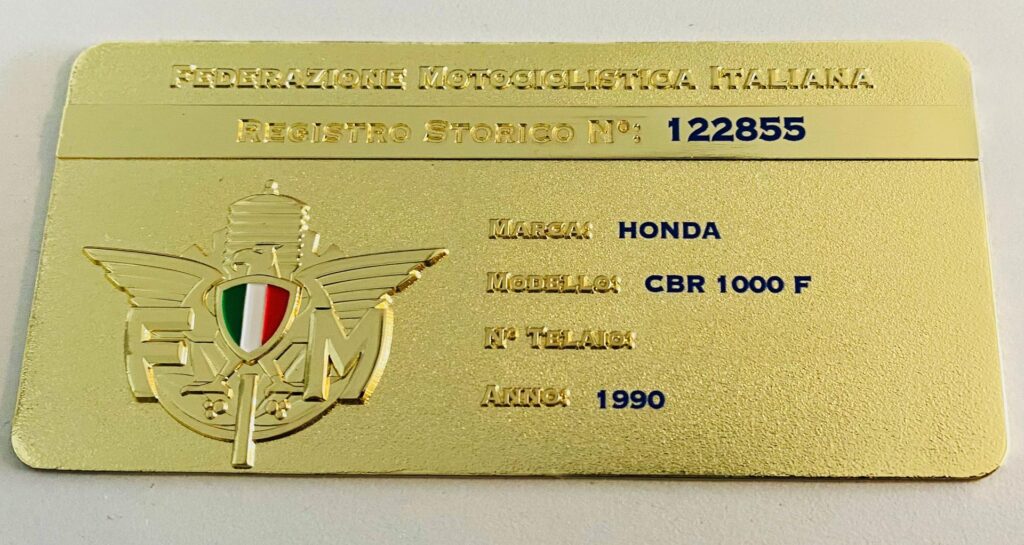 Federazione Motociclistica Italiana
Registro Storico N°: 122855
Marca: HONDA
Modello: CBR 1000 F
N° Telaio:
Anno: 1990
F M